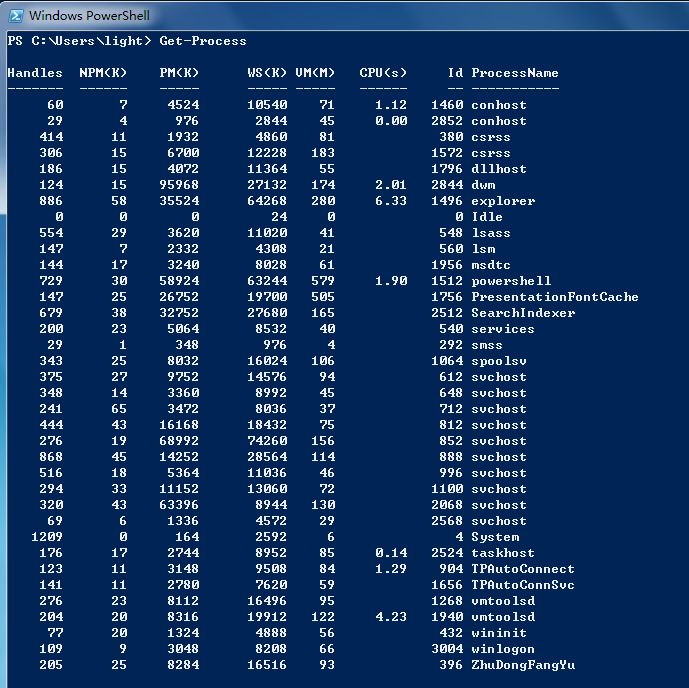 Windows PowerShell
PS C:\Users\light> Get-Process
Handles NPM(K) PM(K) WS(K) VM(M) CPU(s) Id ProcessName
------- ------ ----- ----- ----- ------ -- -----------
60 7 4524 10540 71 1.12 1460 conhost
29 4 976 2844 45 0.00 2852 conhost
414 11 1932 4860 81 380 csrss
306 15 6700 12228 183 1572 csrss
186 15 4072 11364 55 1796 dllhost
124 15 95968 27132 174 2.01 2844 dwm
886 58 35524 64268 280 6.33 1496 explorer
0 0 0 24 0 0 Idle
554 29 3620 11020 41 548 lsass
147 7 2332 4308 21 560 lsm
144 17 3240 8028 61 1956 msdtc
729 30 58924 63244 579 1.90 1512 powershell
147 25 26752 19700 505 1756 PresentationFontCache
679 38 32752 27680 165 2512 SearchIndexer
200 23 5064 8532 40 540 services
29 1 348 976 4 292 smss
343 25 8032 16024 106 1064 spoolsv
375 27 9752 14576 94 612 svchost
348 14 3360 8992 45 648 svchost
241 65 3472 8036 37 712 svchost
444 43 16168 18432 75 812 svchost
276 19 68992 74260 156 852 svchost
868 45 14252 28564 114 888 svchost
516 18 5364 11036 46 996 svchost
294 33 11152 13060 72 1100 svchost
320 43 63396 8944 130 2068 svchost
69 6 1336 4572 29 2568 svchost
1209 0 164 2592 6 4 System
176 17 2744 8952 85 0.14 2524 taskhost
123 11 3148 9508 84 1.29 904 TPAutoConnect
141 11 2780 7620 59 1656 TPAutoConnSvc
276 23 8112 16496 95 1268 vmtoolsd
204 20 8316 19912 122 4.23 1940 vmtoolsd
77 20 1324 4888 56 432 wininit
109 9 3048 8208 66 3004 winlogon
205 25 8284 16516 93 396 ZhuDongFangYu